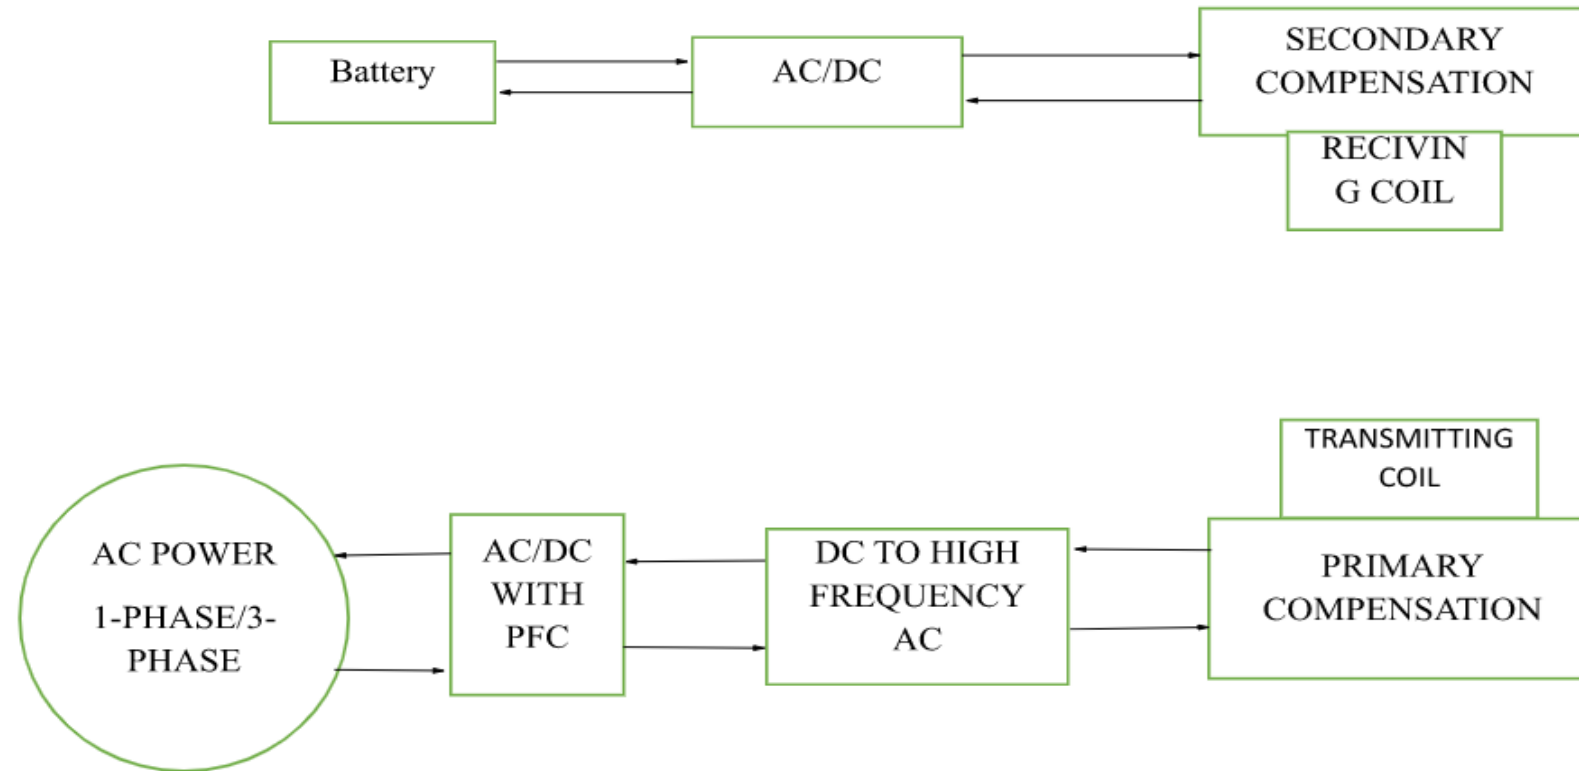 Battery
AC/DC
SECONDARY
COMPENSATION
RECIVIN
G COIL
TRANSMITTING
COIL
AC POWER
1-PHASE/3-
PHASE
AC/DC
WITH
PFC
DC TO HIGH
FREQUENCY
AC
PRIMARY
COMPENSATION